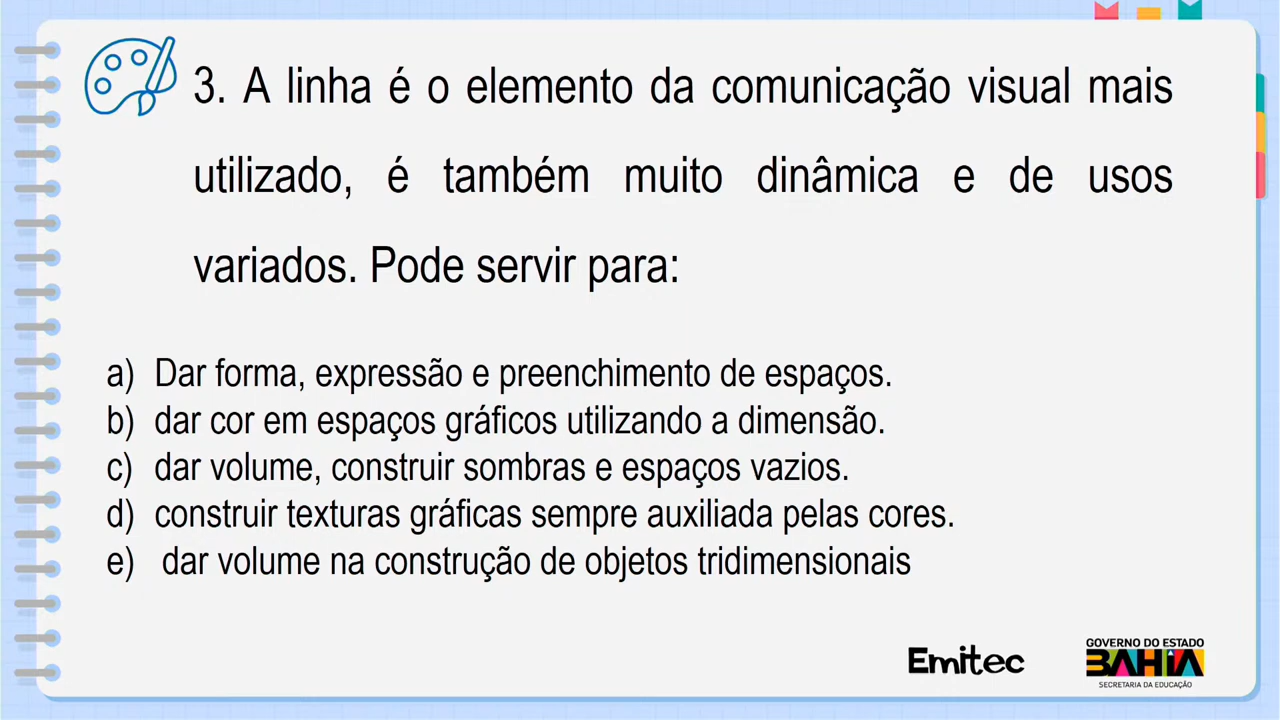 3. A linha é o elemento da comunicação visual mais
utilizado, é também muito dinâmica e de usos
variados. Pode servir para:
a) Dar forma, expressão e preenchimento de espaços.
b) dar cor em espaços gráficos utilizando a dimensão.
c) dar volume, construir sombras e espaços vazios.
d) construir texturas gráficas sempre auxiliada pelas cores.
e) dar volume na construção de objetos tridimensionais
Emitec
GOVERNO DO ESTADO
BAHIA
SECRETARIA DA EDUCAÇÃO